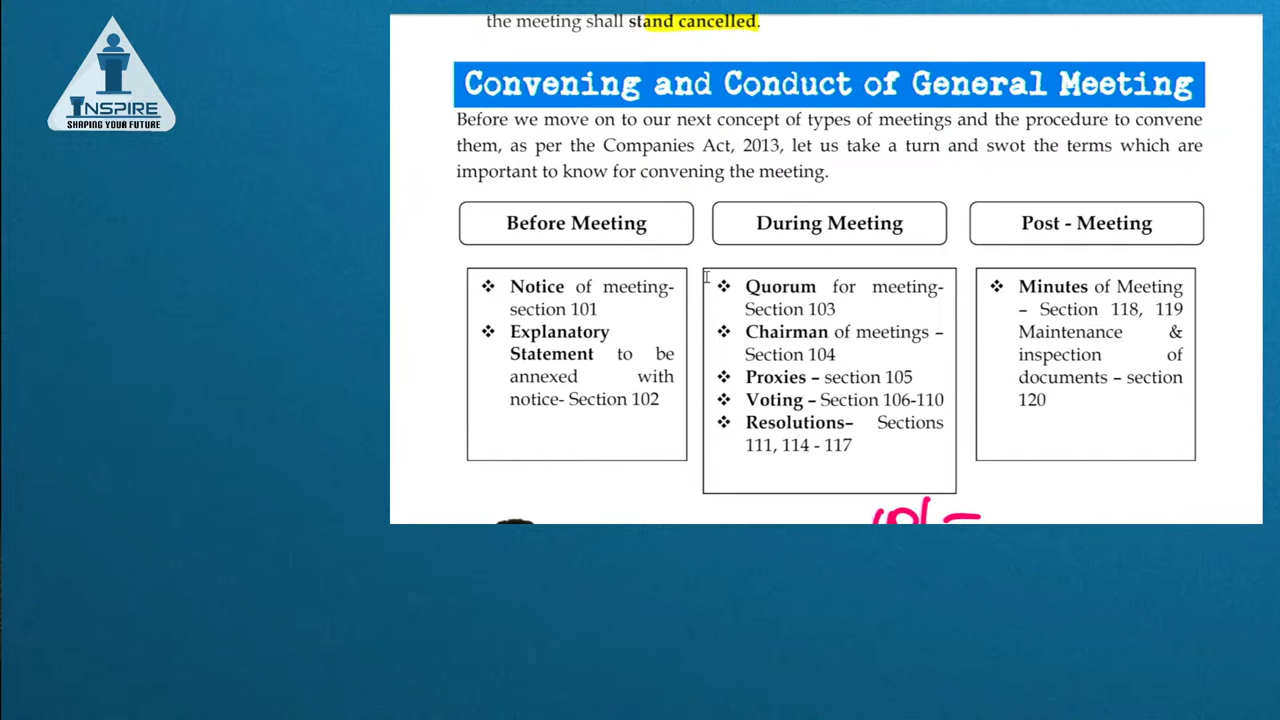 the meeting shall stand cancelled.
INSPIRE
SHAPING YOUR FUTURE
Convening and Conduct of General Meeting
Before we move on to our next concept of types of meetings and the procedure to convene
them, as per the Companies Act, 2013, let us take a turn and swot the terms which are
important to know for convening the meeting.
Before Meeting
During Meeting
Post - Meeting
❖ Notice of meeting-
section 101
❖ Explanatory
Statement to be
annexed with
notice- Section 102
❖ Quorum for meeting-
Section 103
❖ Chairman of meetings –
Section 104
❖ Proxies – section 105
❖ Voting – Section 106-110
❖ Resolutions– Sections
111, 114 - 117
❖ Minutes of Meeting
– Section 118, 119
Maintenance &
inspection of
documents – section
120